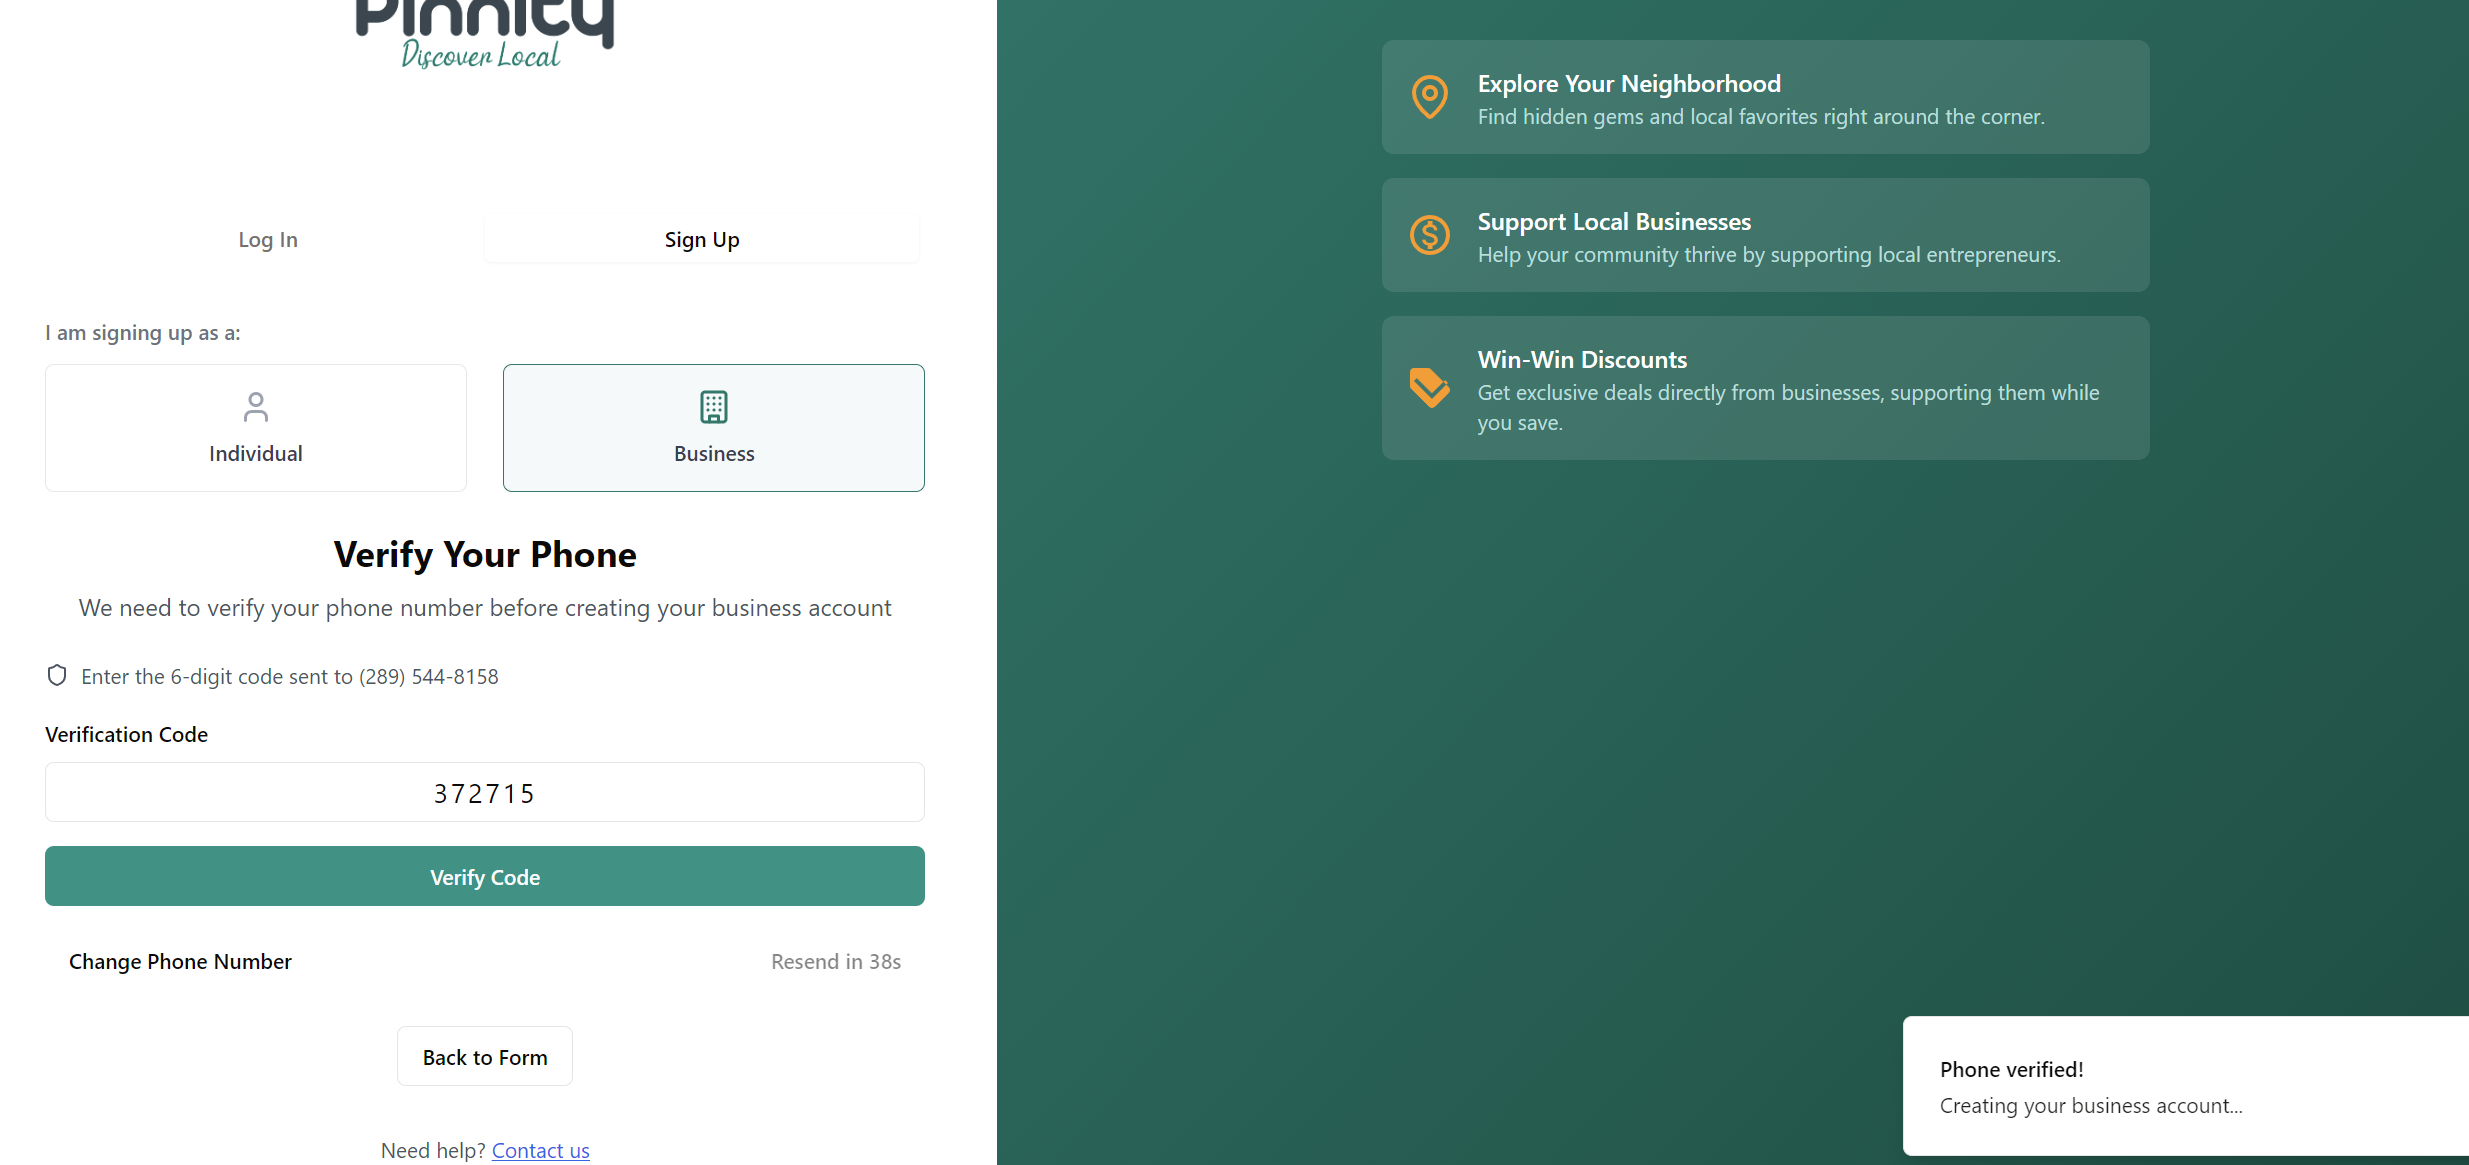 Pinnity
Discover Local
Log In
Sign Up
I am signing up as a:
Individual
Business
Verify Your Phone
We need to verify your phone number before creating your business account
Enter the 6-digit code sent to (289) 544-8158
Verification Code
372715
Verify Code
Change Phone Number
Resend in 38s
Back to Form
Need help? Contact us
Explore Your Neighborhood
Find hidden gems and local favorites right around the corner.
Support Local Businesses
Help your community thrive by supporting local entrepreneurs.
Win-Win Discounts
Get exclusive deals directly from businesses, supporting them while
you save.
Phone verified!
Creating your business account...